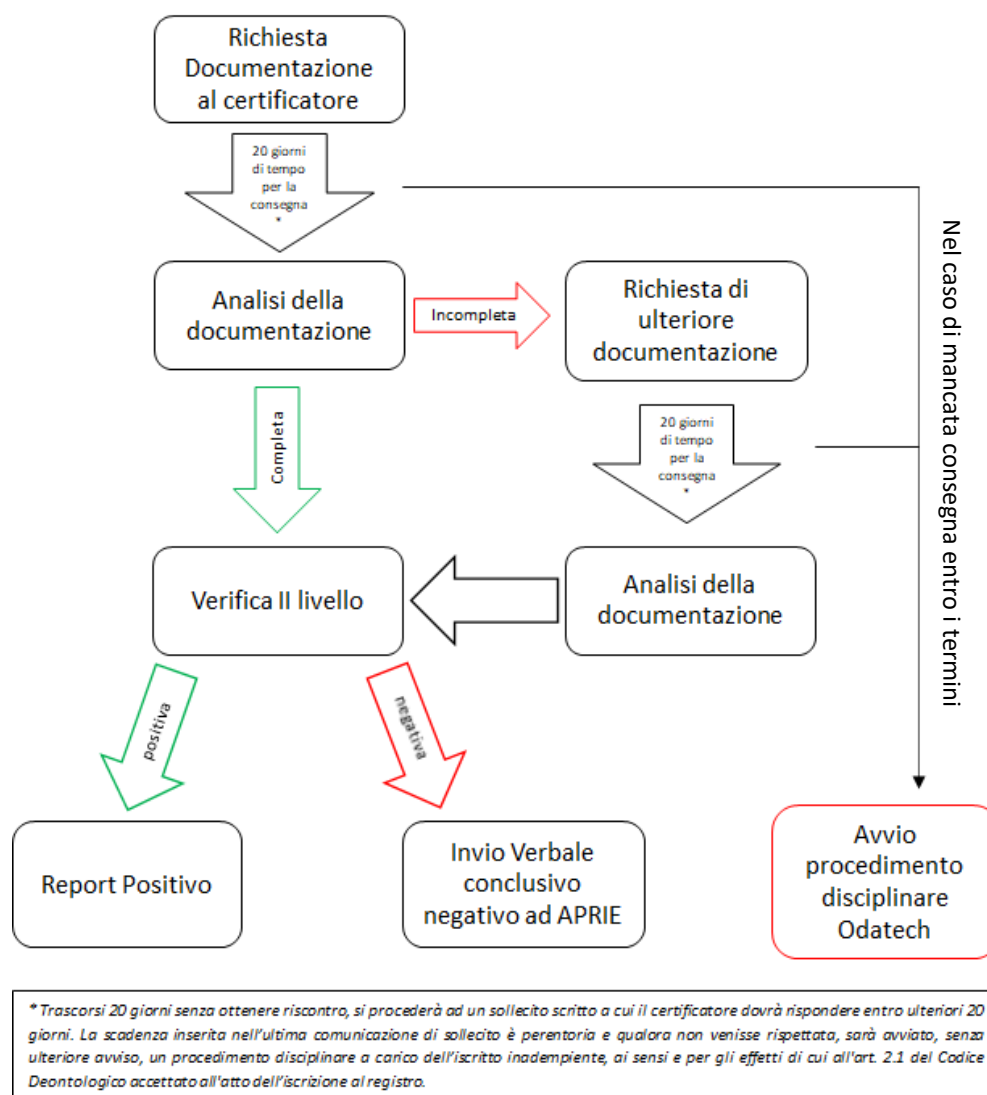 Richiesta
Documentazione
al certificatore
20 giorni
di tempo
per la
consegna
*
Analisi della
documentazione
Incompleta
Richiesta di
ulteriore
documentazione
Completa
20 giorni
di tempo
per la
consegna
*
Nel caso di mancata consegna entro i termini
Verifica II livello
Analisi della
documentazione
positiva
negativa
Report Positivo
Invio Verbale
conclusivo
negativo ad APRIE
Avvio
procedimento
disciplinare
Odatech
* Trascorsi 20 giorni senza ottenere riscontro, si procederà ad un sollecito scritto a cui il certificatore dovrà rispondere entro ulteriori 20
giorni. La scadenza inserita nell'ultima comunicazione di sollecito è perentoria e qualora non venisse rispettata, sarà avviato, senza
ulteriore avviso, un procedimento disciplinare a carico dell'iscritto inadempiente, ai sensi e per gli effetti di cui all'art. 2.1 del Codice
Deontologico accettato all'atto dell'iscrizione al registro.